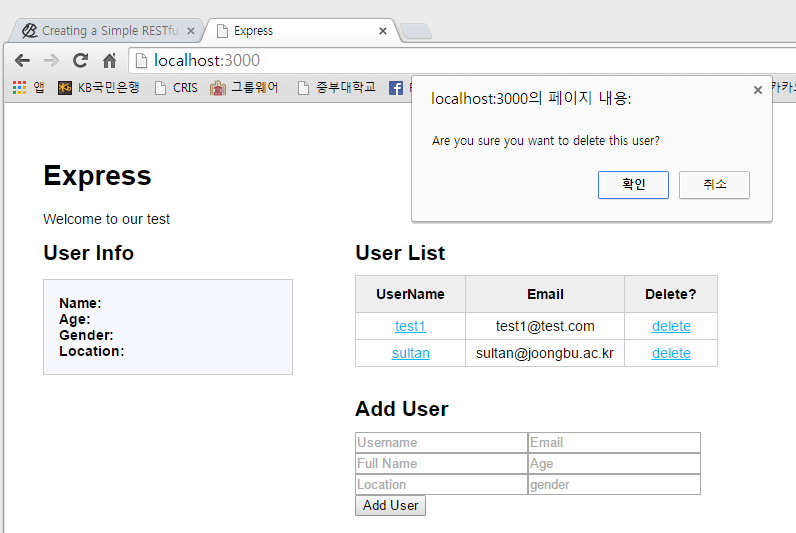 Creating a Simple RESTfu
Express
localhost:3000
앱 KB국민은행 CRIS 그룹웨어 중부대학교
localhost:3000의 페이지 내용:
Are you sure you want to delete this user?
확인 취소
Express
Welcome to our test
User Info
Name:
Age:
Gender:
Location:
User List
UserName Email Delete?
test1 test1@test.com delete
sultan sultan@joongbu.ac.kr delete
Add User
Username Email
Full Name Age
Location gender
Add User